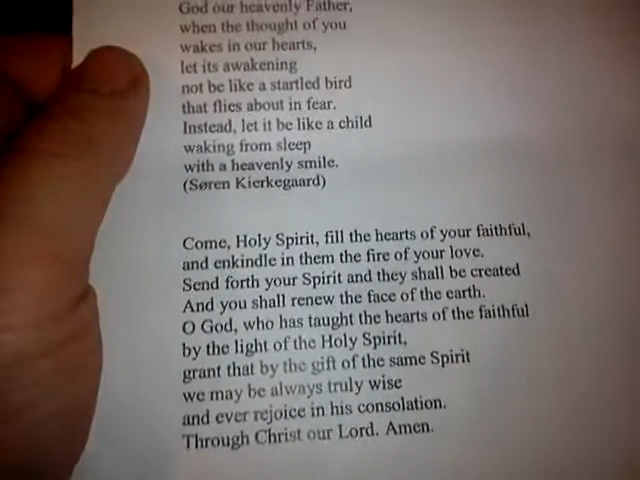 God our heavenly Father,
when the thought of you
wakes in our hearts,
let its awakening
not be like a startled bird
that flies about in fear.
Instead, let it be like a child
waking from sleep
with a heavenly smile.
(Søren Kierkegaard)
Come, Holy Spirit, fill the hearts of your faithful,
and enkindle in them the fire of your love.
Send forth your Spirit and they shall be created
And you shall renew the face of the earth.
O God, who has taught the hearts of the faithful
by the light of the Holy Spirit,
grant that by the gift of the same Spirit
we may be always truly wise
and ever rejoice in his consolation.
Through Christ our Lord. Amen.